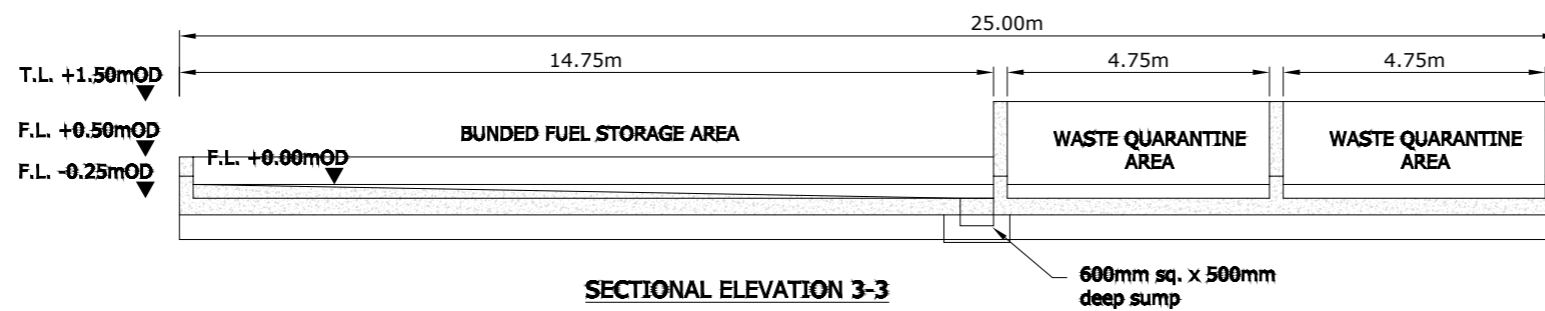 25.00m
14.75m
4.75m
4.75m
T.L. +1.50mOD
F.L. +0.50mOD
F.L. -0.25mOD
F.L. +0.00mOD
BUNDED FUEL STORAGE AREA
WASTE QUARANTINE
AREA
WASTE QUARANTINE
AREA
600mm sq. x 500mm
deep sump
SECTIONAL ELEVATION 3-3